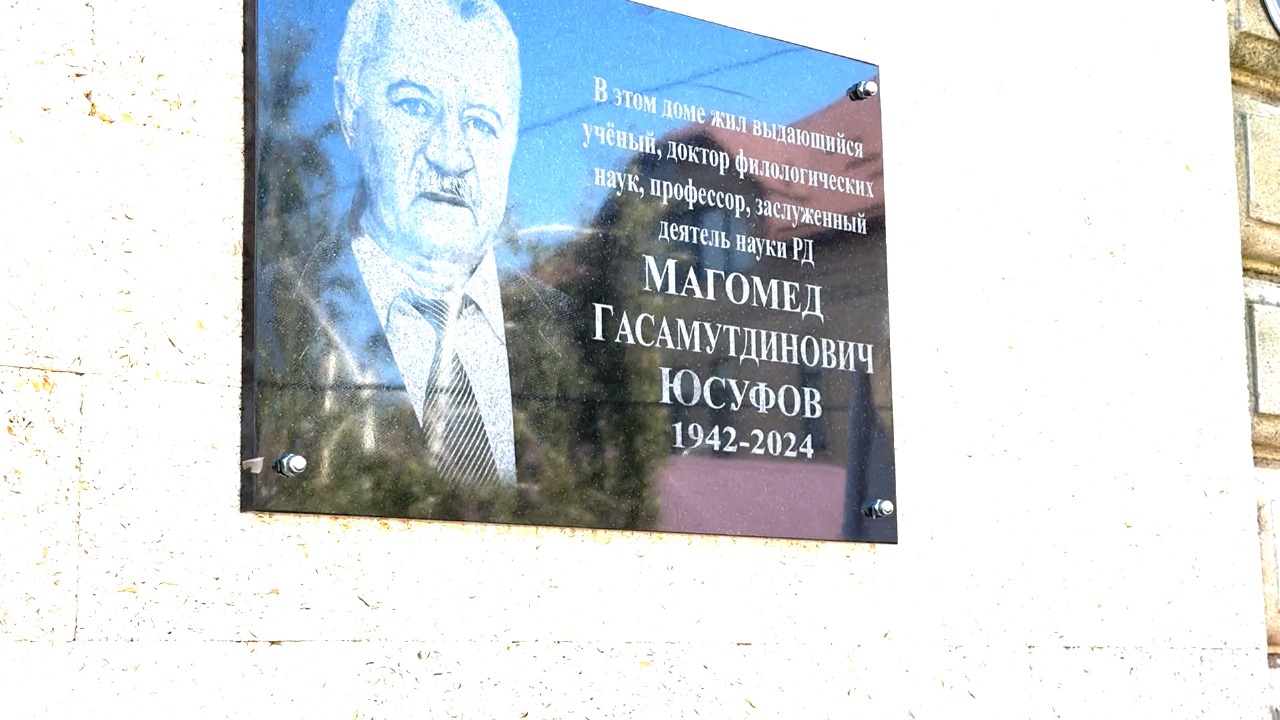 В этом доме жил выдающийся
учёный, доктор филологических
наук, профессор, заслуженный
деятель науки РД
МАГОМЕД
ГАСАМУТДИНОВИЧ
ЮСУФОВ
1942-2024